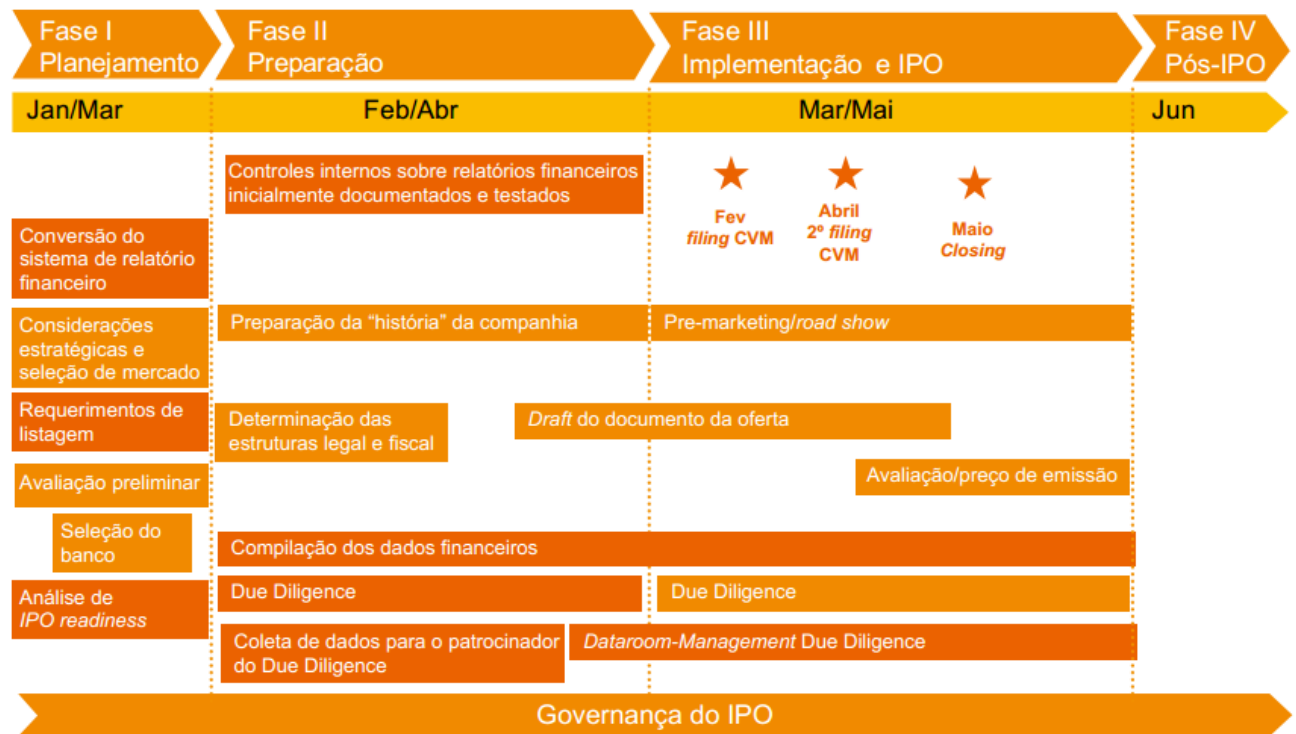 Fase I
Planejamento
Fase II
Preparação
Fase III
Implementação e IPO
Fase IV
Pós-IPO
Jan/Mar
Feb/Abr
Mar/Mai
Jun
Controles internos sobre relatórios financeiros
inicialmente documentados e testados
Fev
filing CVM
Abril
2º filing
CVM
Maio
Closing
Conversão do
sistema de relatório
financeiro
Considerações
estratégicas e
seleção de mercado
Preparação da “história” da companhia
Pre-marketing/road show
Requerimentos de
listagem
Determinação das
estruturas legal e fiscal
Draft do documento da oferta
Avaliação preliminar
Avaliação/preço de emissão
Seleção do
banco
Compilação dos dados financeiros
Análise de
IPO readiness
Due Diligence
Due Diligence
Coleta de dados para o patrocinador
do Due Diligence
Dataroom-Management Due Diligence
Governança do IPO